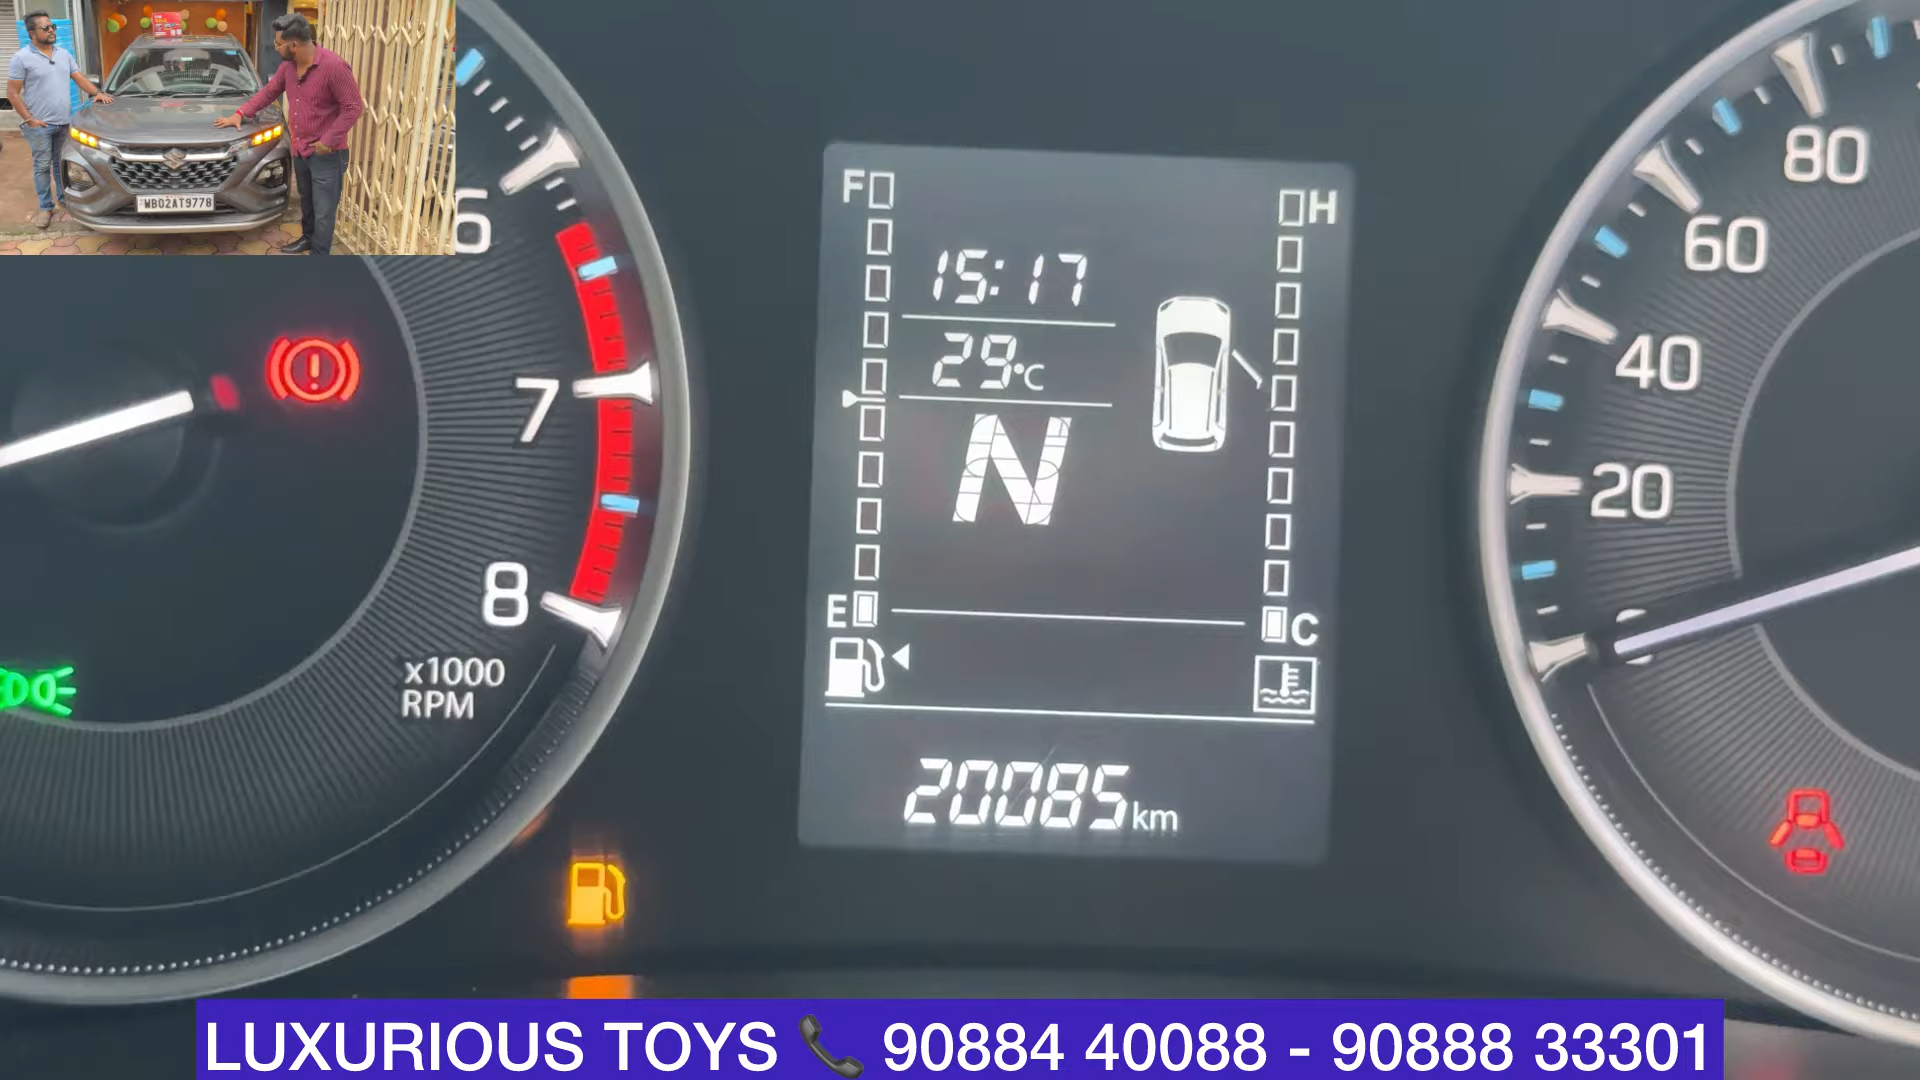 WB02AT9778
6
7
8
x1000
RPM
F
H
15:17
29°C
N
E
C
20085km
80
60
40
20
0
LUXURIOUS TOYS 📞 90884 40088 - 90888 33301